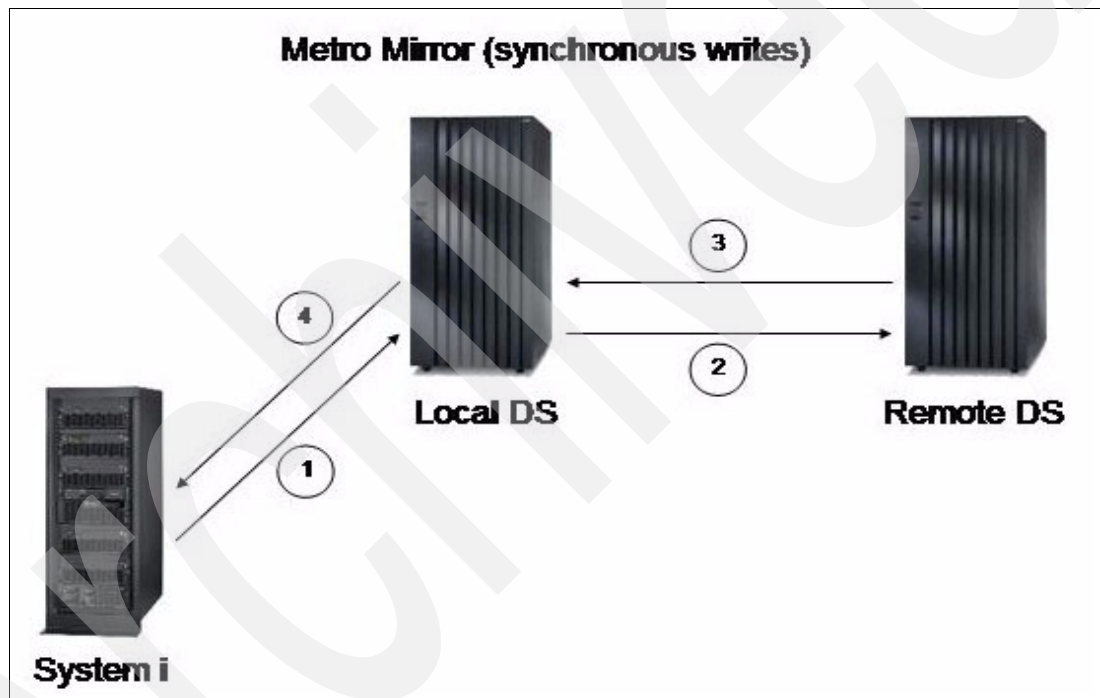 Metro Mirror (synchronous writes)
3
4
2
Local DS
Remote DS
1
System i